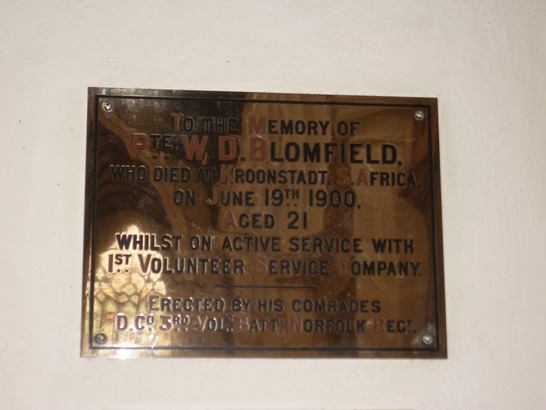 TO THE MEMORY OF
PTE. W. D. BLOMFIELD,
WHO DIED AT KROONSTADT, S. AFRICA.
ON JUNE 19TH 1900,
AGED 21
WHILST ON ACTIVE SERVICE WITH
1ST VOLUNTEER SERVICE COMPANY.
ERECTED BY HIS COMRADES
D. CO 3RD VOL. BATT NORFOLK REGT.